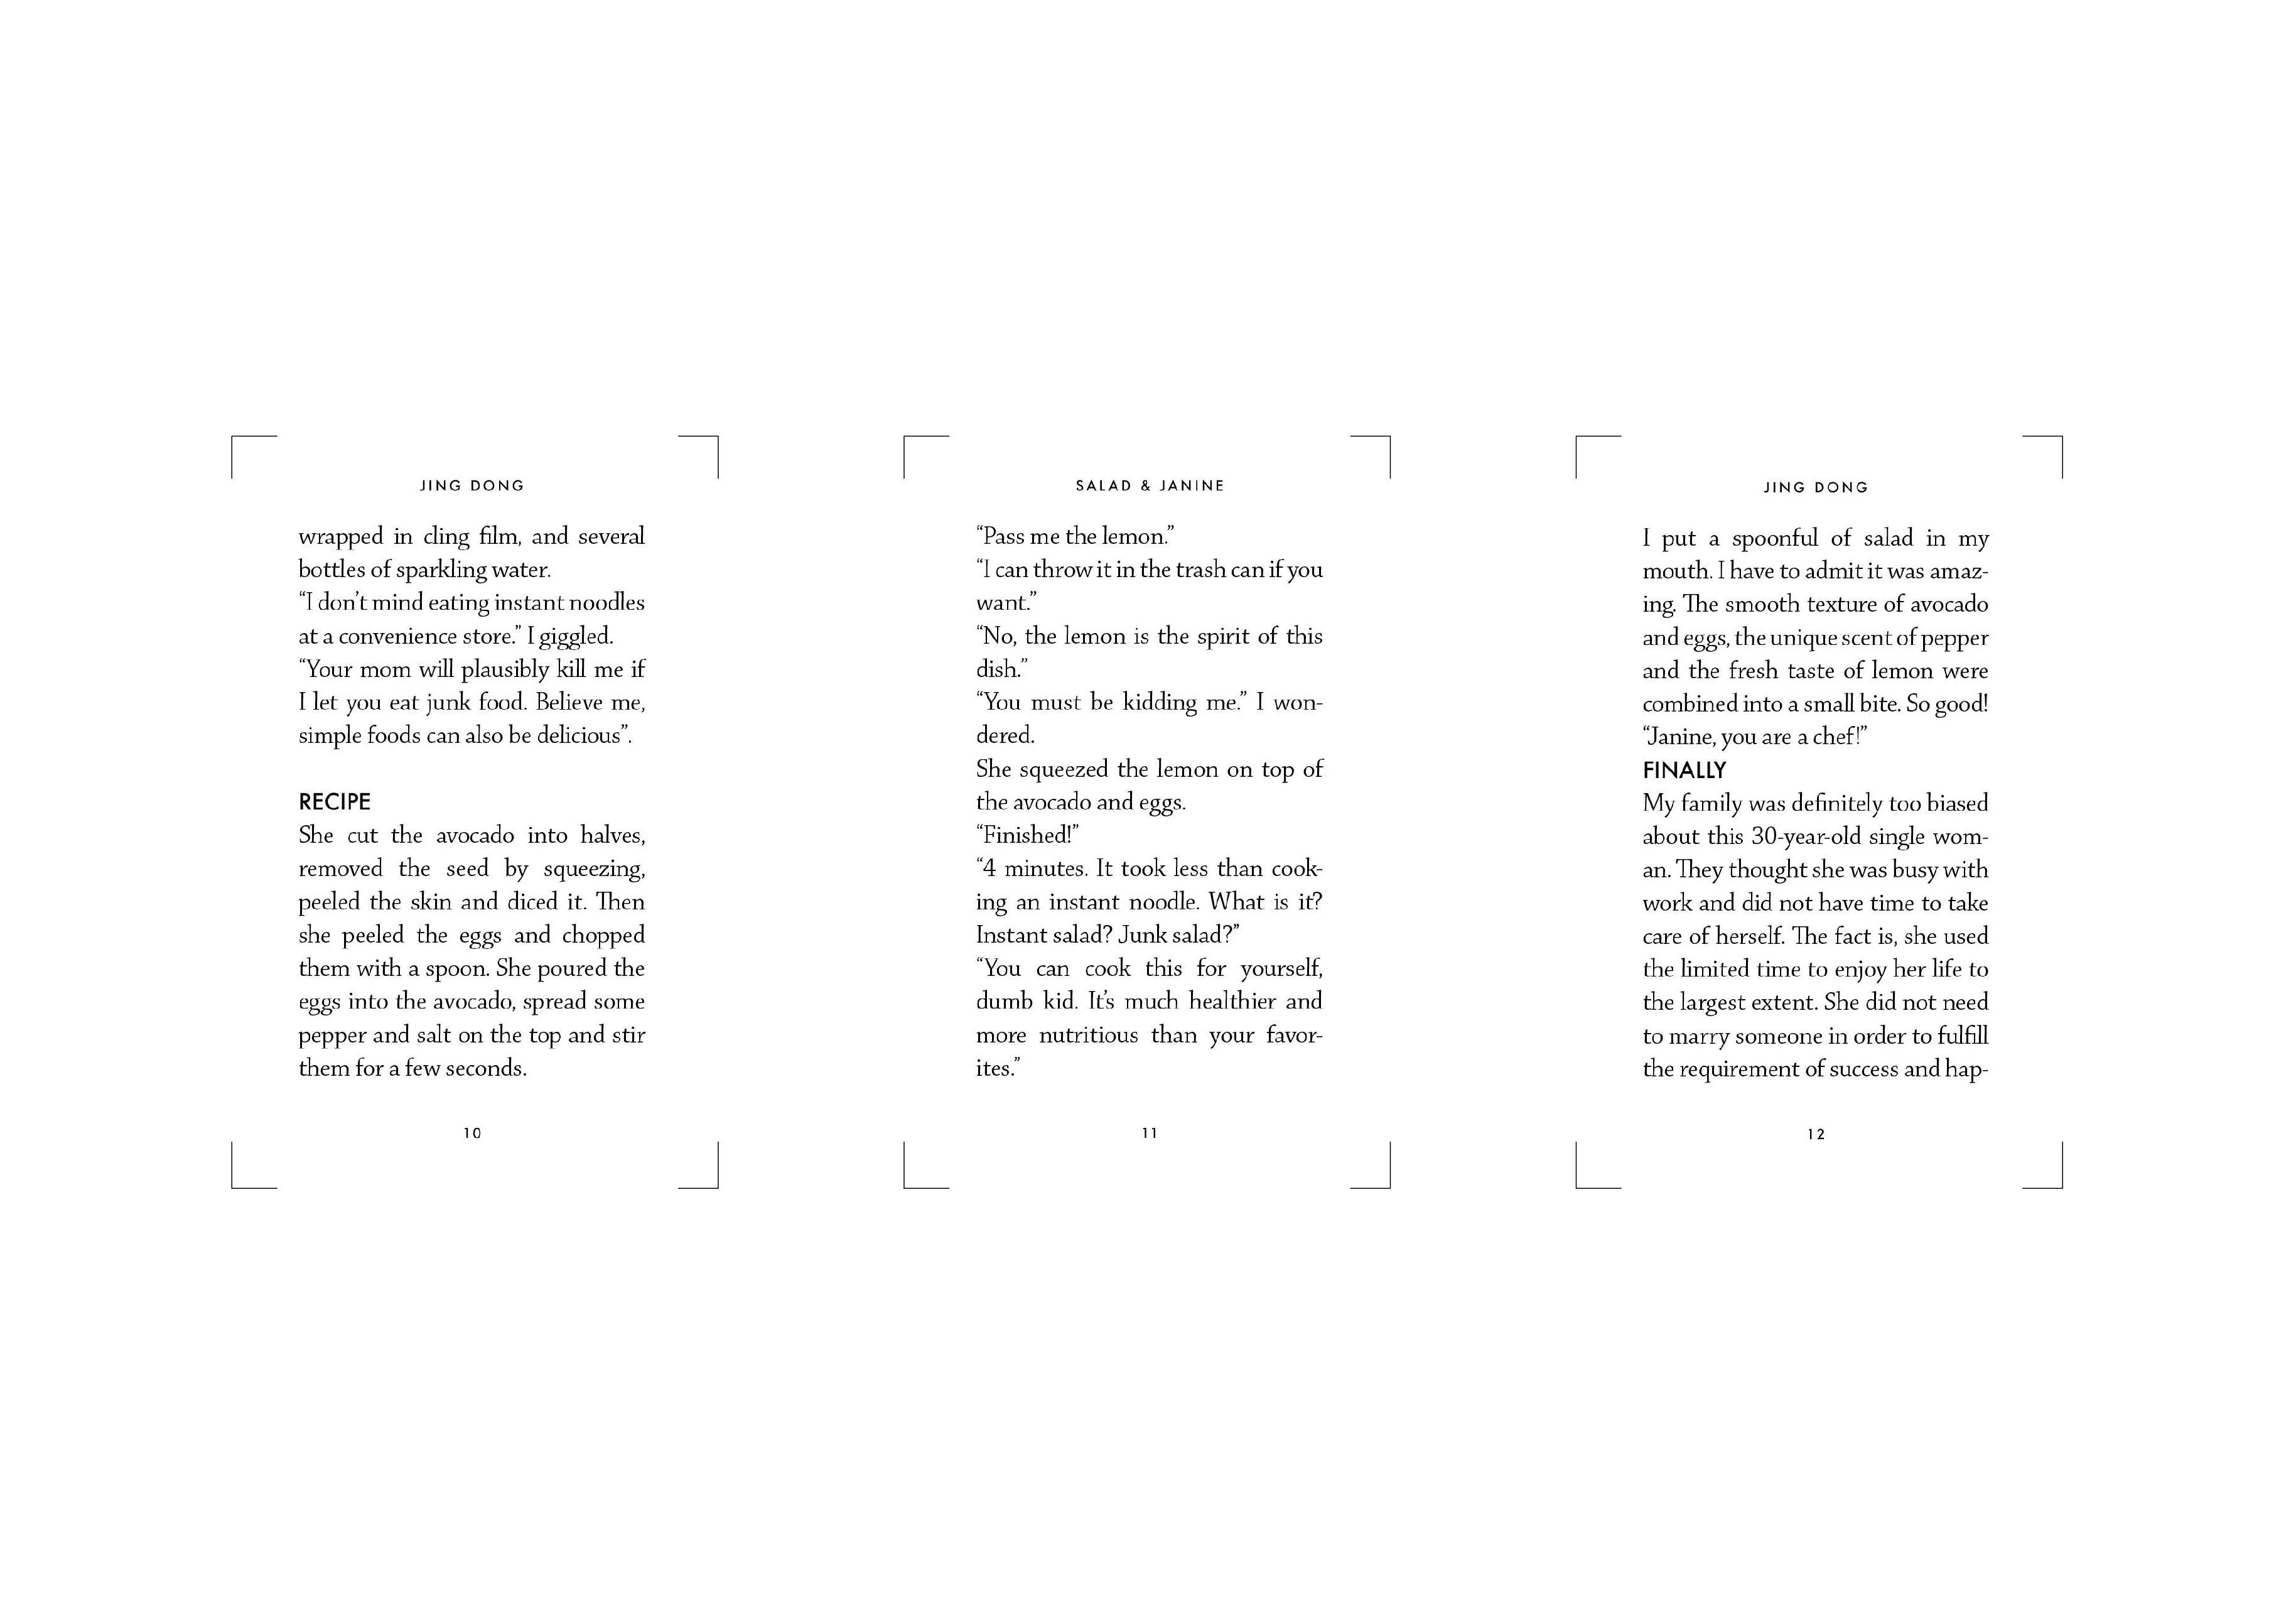 JING DONG
wrapped in cling film, and several
bottles of sparkling water.
“I don’t mind eating instant noodles
at a convenience store.” I giggled.
“Your mom will plausibly kill me if
I let you eat junk food. Believe me,
simple foods can also be delicious”.
RECIPE
She cut the avocado into halves,
removed the seed by squeezing,
peeled the skin and diced it. Then
she peeled the eggs and chopped
them with a spoon. She poured the
eggs into the avocado, spread some
pepper and salt on the top and stir
them for a few seconds.
10
SALAD & JANINE
“Pass me the lemon.”
“I can throw it in the trash can if you
want.”
“No, the lemon is the spirit of this
dish.”
“You must be kidding me.” I won-
dered.
She squeezed the lemon on top of
the avocado and eggs.
“Finished!”
“4 minutes. It took less than cook-
ing an instant noodle. What is it?
Instant salad? Junk salad?”
“You can cook this for yourself,
dumb kid. It’s much healthier and
more nutritious than your favor-
ites.”
11
JING DONG
I put a spoonful of salad in my
mouth. I have to admit it was amaz-
ing. The smooth texture of avocado
and eggs, the unique scent of pepper
and the fresh taste of lemon were
combined into a small bite. So good!
“Janine, you are a chef!”
FINALLY
My family was definitely too biased
about this 30-year-old single wom-
an. They thought she was busy with
work and did not have time to take
care of herself. The fact is, she used
the limited time to enjoy her life to
the largest extent. She did not need
to marry someone in order to fulfill
the requirement of success and hap-
12